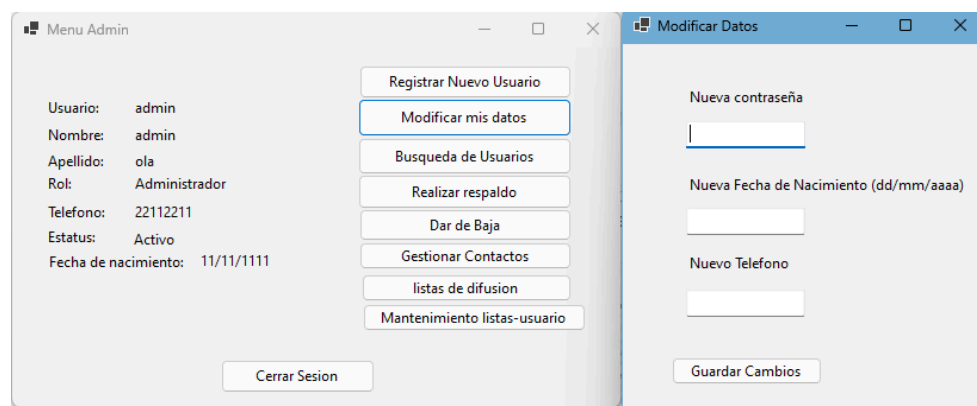 Menu Admin
Usuario: admin
Nombre: admin
Apellido: ola
Rol: Administrador
Telefono: 22112211
Estatus: Activo
Fecha de nacimiento: 11/11/1111
Registrar Nuevo Usuario
Modificar mis datos
Busqueda de Usuarios
Realizar respaldo
Dar de Baja
Gestionar Contactos
listas de difusion
Mantenimiento listas-usuario
Cerrar Sesion
Modificar Datos
Nueva contraseña
Nueva Fecha de Nacimiento (dd/mm/aaaa)
Nuevo Telefono
Guardar Cambios